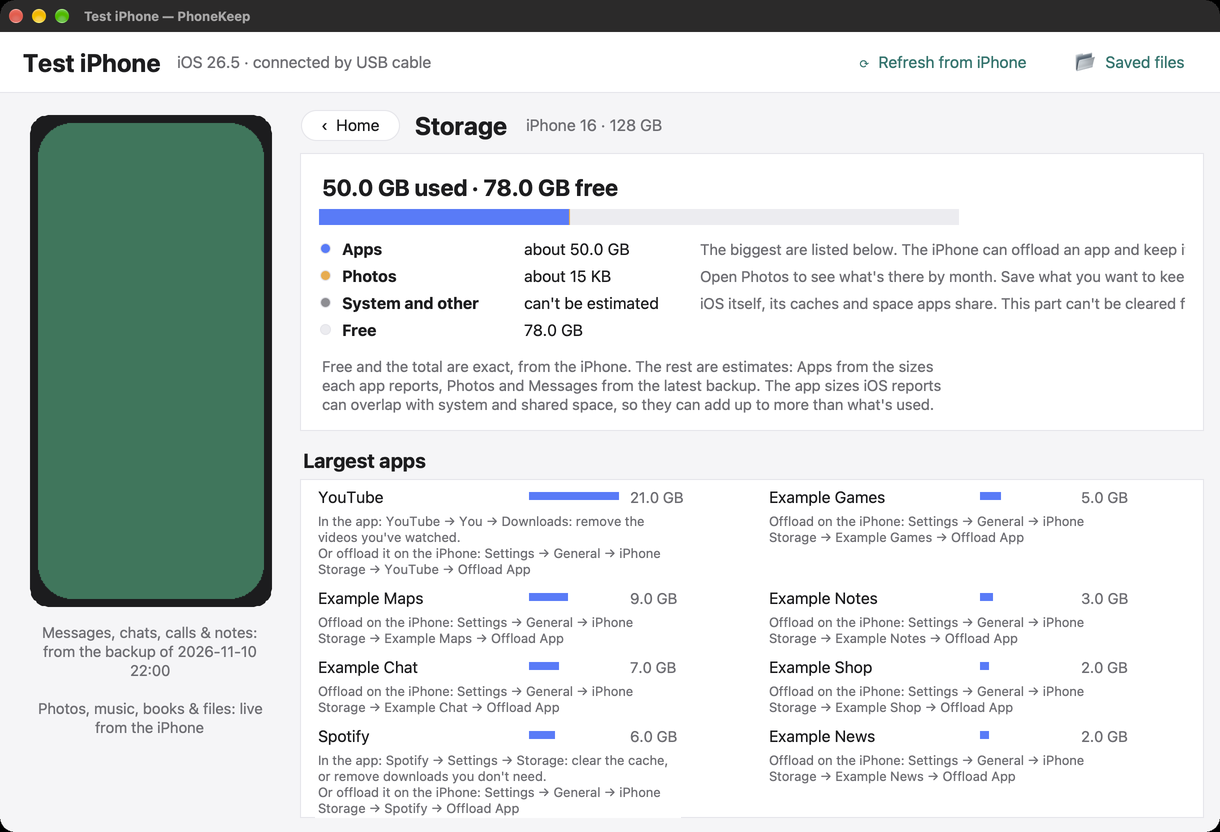 Test iPhone — PhoneKeep
Test iPhone iOS 26.5 · connected by USB cable
Refresh from iPhone
Saved files
‹ Home
Storage iPhone 16 · 128 GB
50.0 GB used · 78.0 GB free
Apps about 50.0 GB The biggest are listed below. The iPhone can offload an app and keep i
Photos about 15 KB Open Photos to see what's there by month. Save what you want to kee
System and other can't be estimated iOS itself, its caches and space apps share. This part can't be cleared f
Free 78.0 GB
Free and the total are exact, from the iPhone. The rest are estimates: Apps from the sizes
each app reports, Photos and Messages from the latest backup. The app sizes iOS reports
can overlap with system and shared space, so they can add up to more than what's used.
Largest apps
YouTube 21.0 GB
In the app: YouTube → You → Downloads: remove the
videos you've watched.
Or offload it on the iPhone: Settings → General → iPhone
Storage → YouTube → Offload App
Example Games 5.0 GB
Offload on the iPhone: Settings → General → iPhone
Storage → Example Games → Offload App
Example Maps 9.0 GB
Offload on the iPhone: Settings → General → iPhone
Storage → Example Maps → Offload App
Example Notes 3.0 GB
Offload on the iPhone: Settings → General → iPhone
Storage → Example Notes → Offload App
Example Chat 7.0 GB
Offload on the iPhone: Settings → General → iPhone
Storage → Example Chat → Offload App
Example Shop 2.0 GB
Offload on the iPhone: Settings → General → iPhone
Storage → Example Shop → Offload App
Spotify 6.0 GB
In the app: Spotify → Settings → Storage: clear the cache,
or remove downloads you don't need.
Or offload it on the iPhone: Settings → General → iPhone
Storage → Spotify → Offload App
Example News 2.0 GB
Offload on the iPhone: Settings → General → iPhone
Storage → Example News → Offload App
Messages, chats, calls & notes:
from the backup of 2026-11-10
22:00
Photos, music, books & files: live
from the iPhone